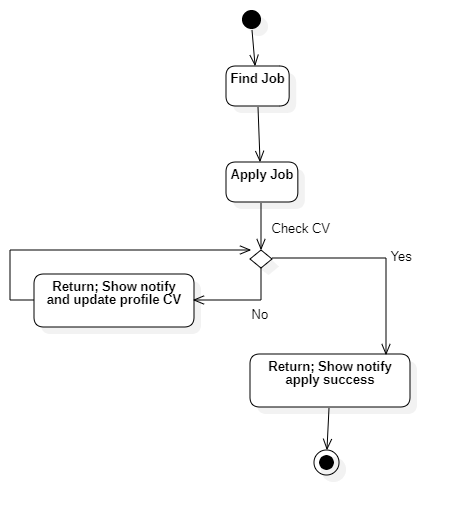 Find Job
Apply Job
Check CV
Yes
Return; Show notify
and update profile CV
No
Return; Show notify
apply success